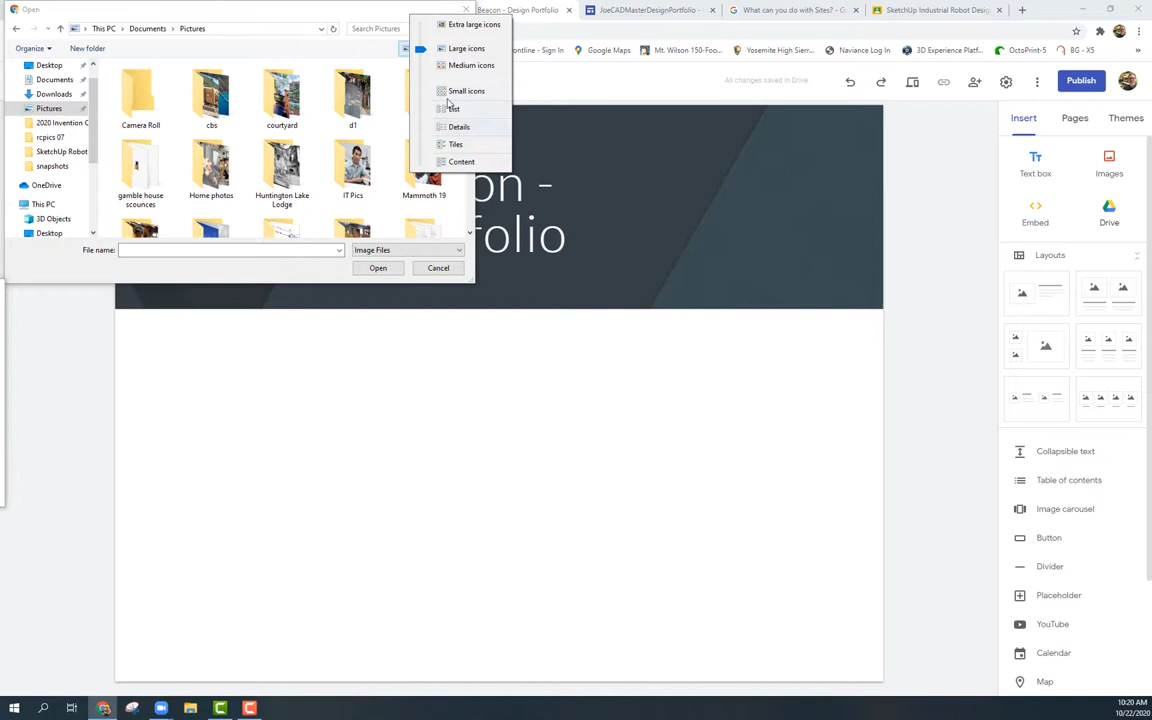 Open
Beacon - Design Portfolio
JoeCADMasterDesignPortfolio -
What can you do with Sites? - G
SketchUp Industrial Robot Desig
This PC > Documents > Pictures
Search Pictures
Organize
New folder
ontline - Sign In
Google Maps
Mt. Wilson 150-Foo...
Yosemite High Sierr...
Naviance Log In
3D Experience Platf...
OctoPrint-5
BG - X5
Extra large icons
Large icons
Medium icons
Small icons
List
Details
Tiles
Content
Desktop
Documents
Downloads
Pictures
2020 Invention C
rcpics 07
SketchUp Robot
snapshots
OneDrive
This PC
3D Objects
Desktop
Camera Roll
cbs
courtyard
d1
gamble house scounces
Home photos
Huntington Lake Lodge
IT Pics
Mammoth 19
File name:
Image Files
Open
Cancel
on -
folio
All changes saved in Drive
Publish
Insert
Pages
Themes
Text box
Images
Embed
Drive
Layouts
Collapsible text
Table of contents
Image carousel
Button
Divider
Placeholder
YouTube
Calendar
Map
10:20 AM
10/22/2020